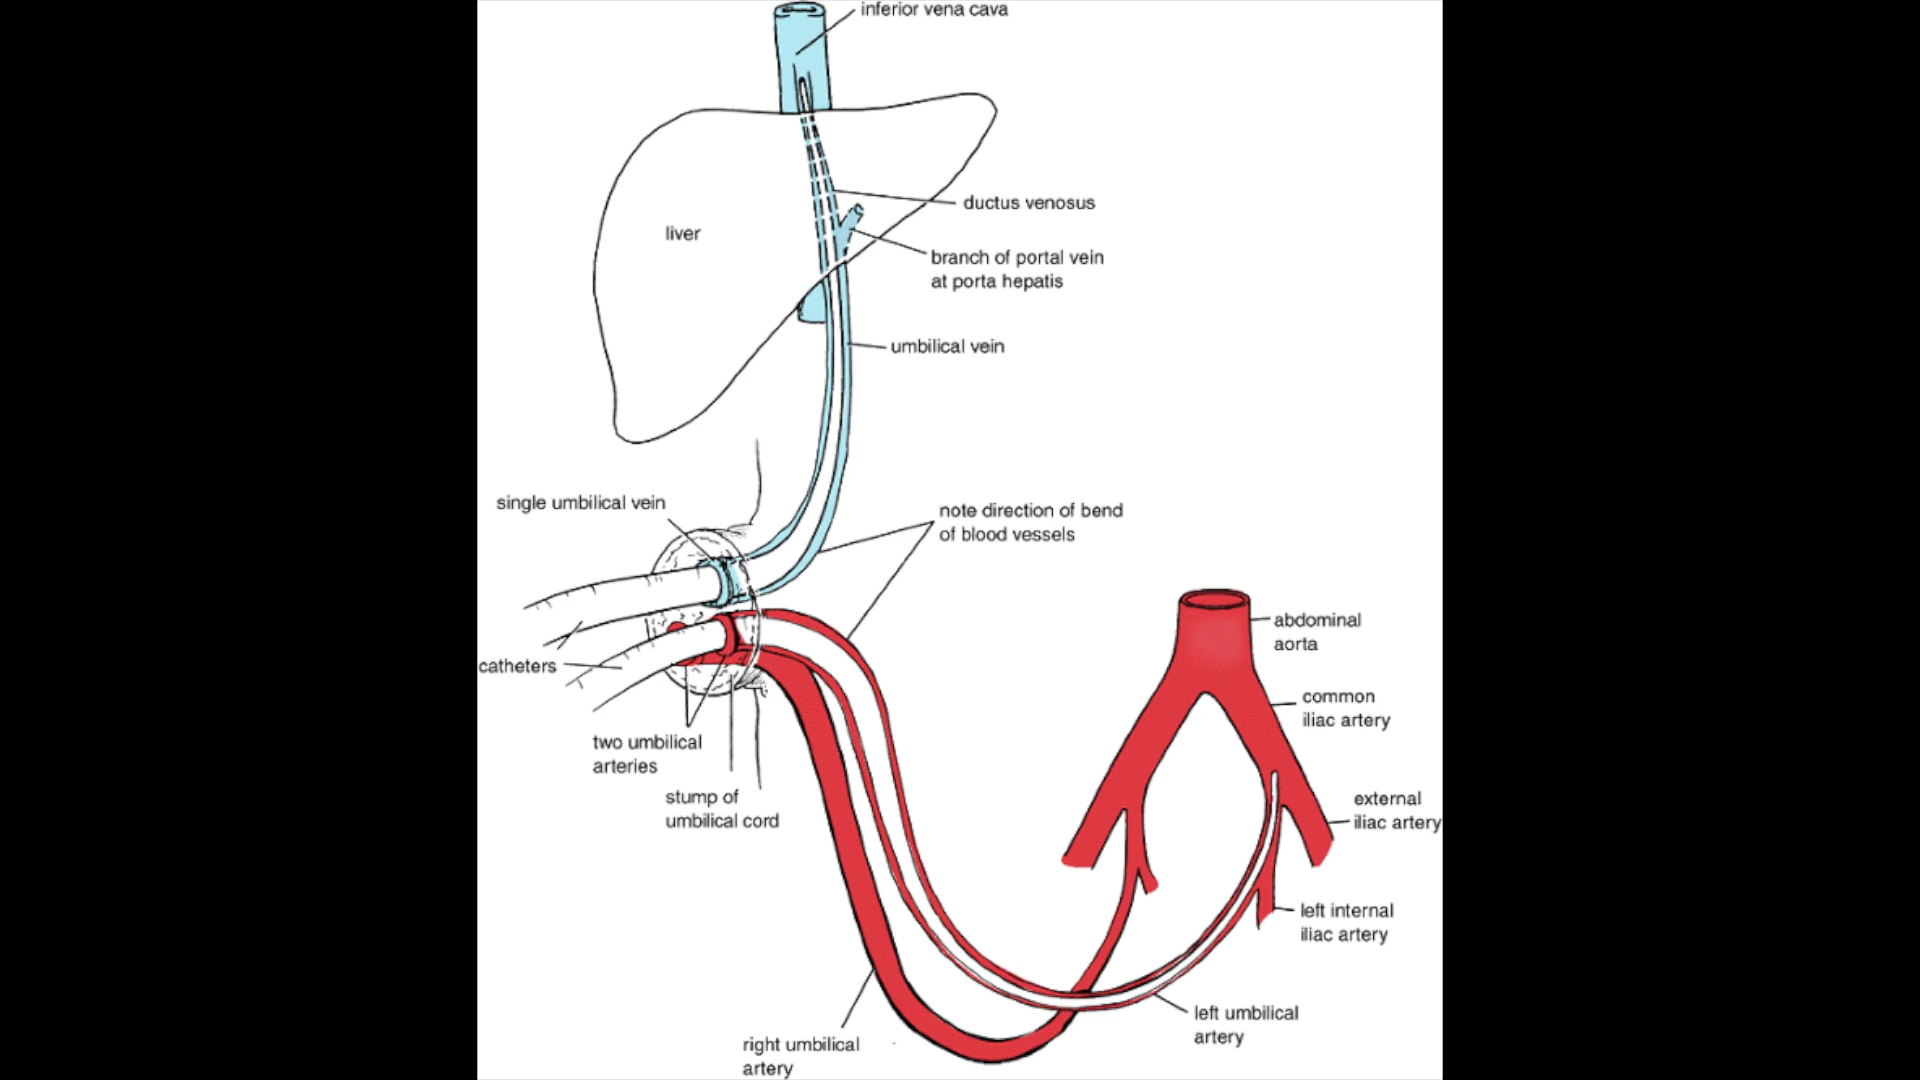 inferior vena cava
ductus venosus
liver
branch of portal vein
at porta hepatis
umbilical vein
single umbilical vein
note direction of bend
of blood vessels
abdominal
aorta
catheters
common
iliac artery
two umbilical
arteries
stump of
umbilical cord
external
iliac artery
left internal
iliac artery
left umbilical
artery
right umbilical
artery